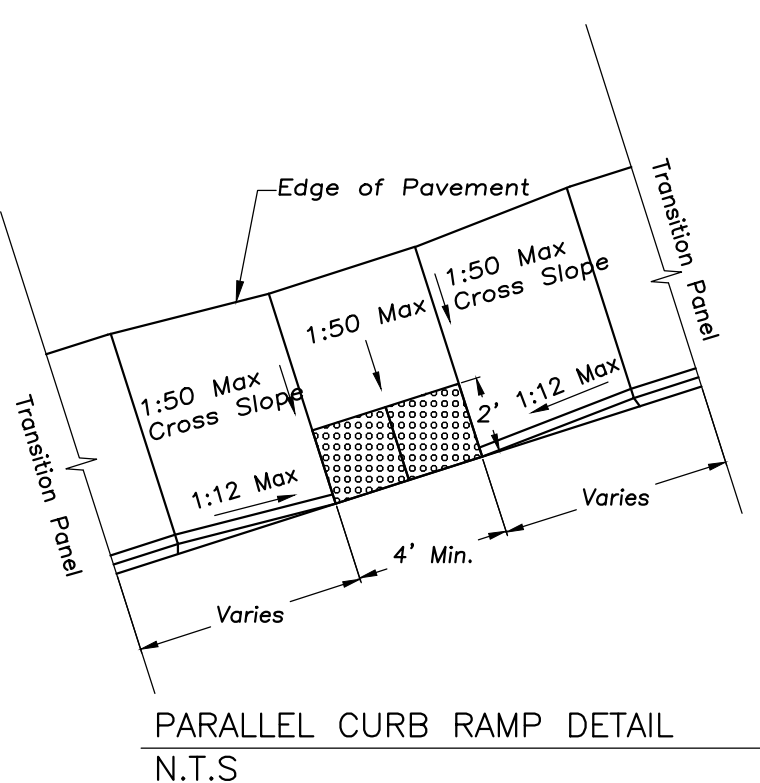 Edge of Pavement
Transition Panel
1:50 Max
Cross Slope
1:50 Max
1:50 Max
Cross Slope
1:12 Max
2'
Transition Panel
1:12 Max
Varies
4' Min.
Varies
PARALLEL CURB RAMP DETAIL
N.T.S